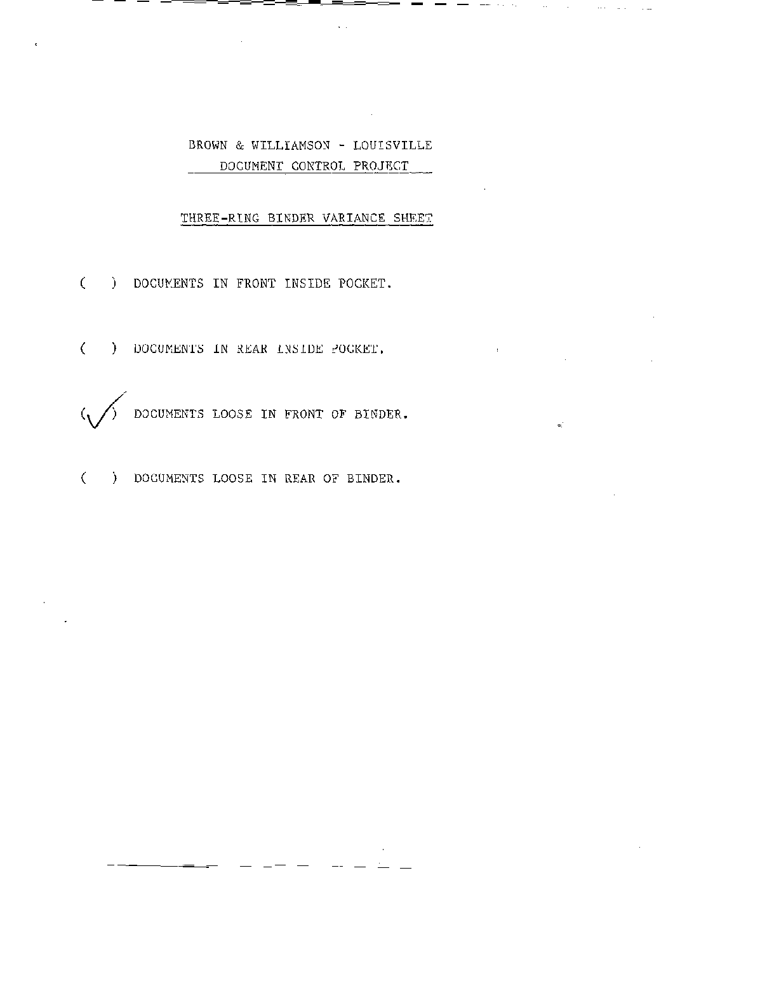 BROWN & WILLIAMSON - LOUISVILLE
DOCUMENT CONTROL PROJECT
THREE-RING BINDER VARIANCE SHEET
( ) DOCUMENTS IN FRONT INSIDE POCKET.
( ) DOCUMENTS IN REAR INSIDE POCKET.
(✓) DOCUMENTS LOOSE IN FRONT OF BINDER.
( ) DOCUMENTS LOOSE IN REAR OF BINDER.